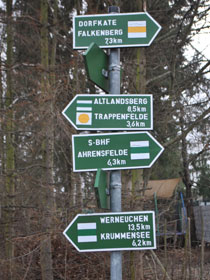 DORFKATE
FALKENBERG
7,3km
ALTLANDSBERG
8,5km
TRAPPENFELDE
3,6km
S-BHF
AHRENSFELDE
6,3km
WERNEUCHEN
13,5km
KRUMMENSEE
6,2km